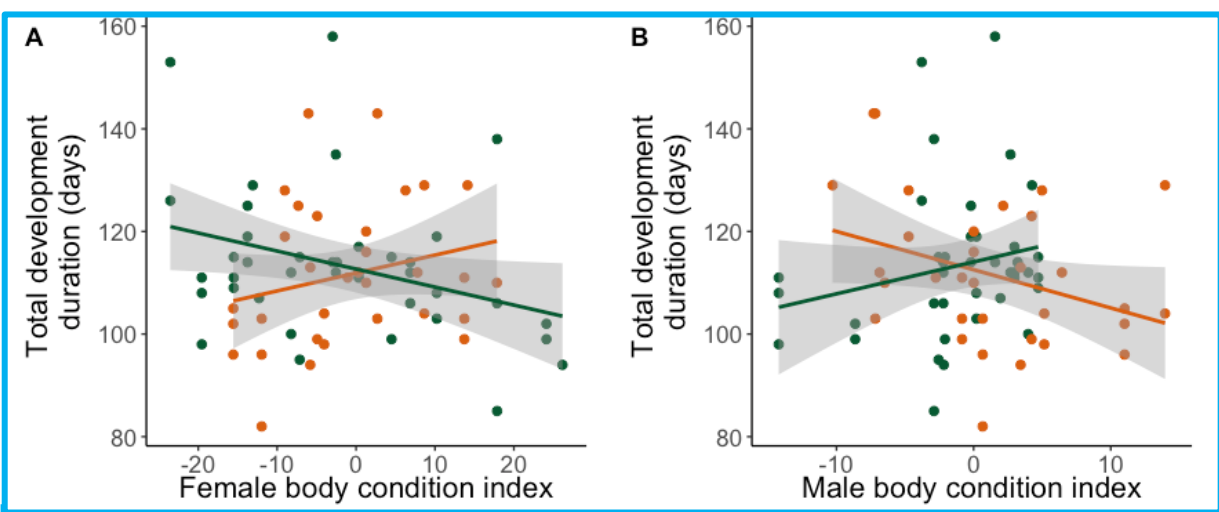 A
160
140
120
100
80
Total development
duration (days)
-20 -10 0 10 20
Female body condition index
B
160
140
120
100
80
Total development
duration (days)
-10 0 10
Male body condition index